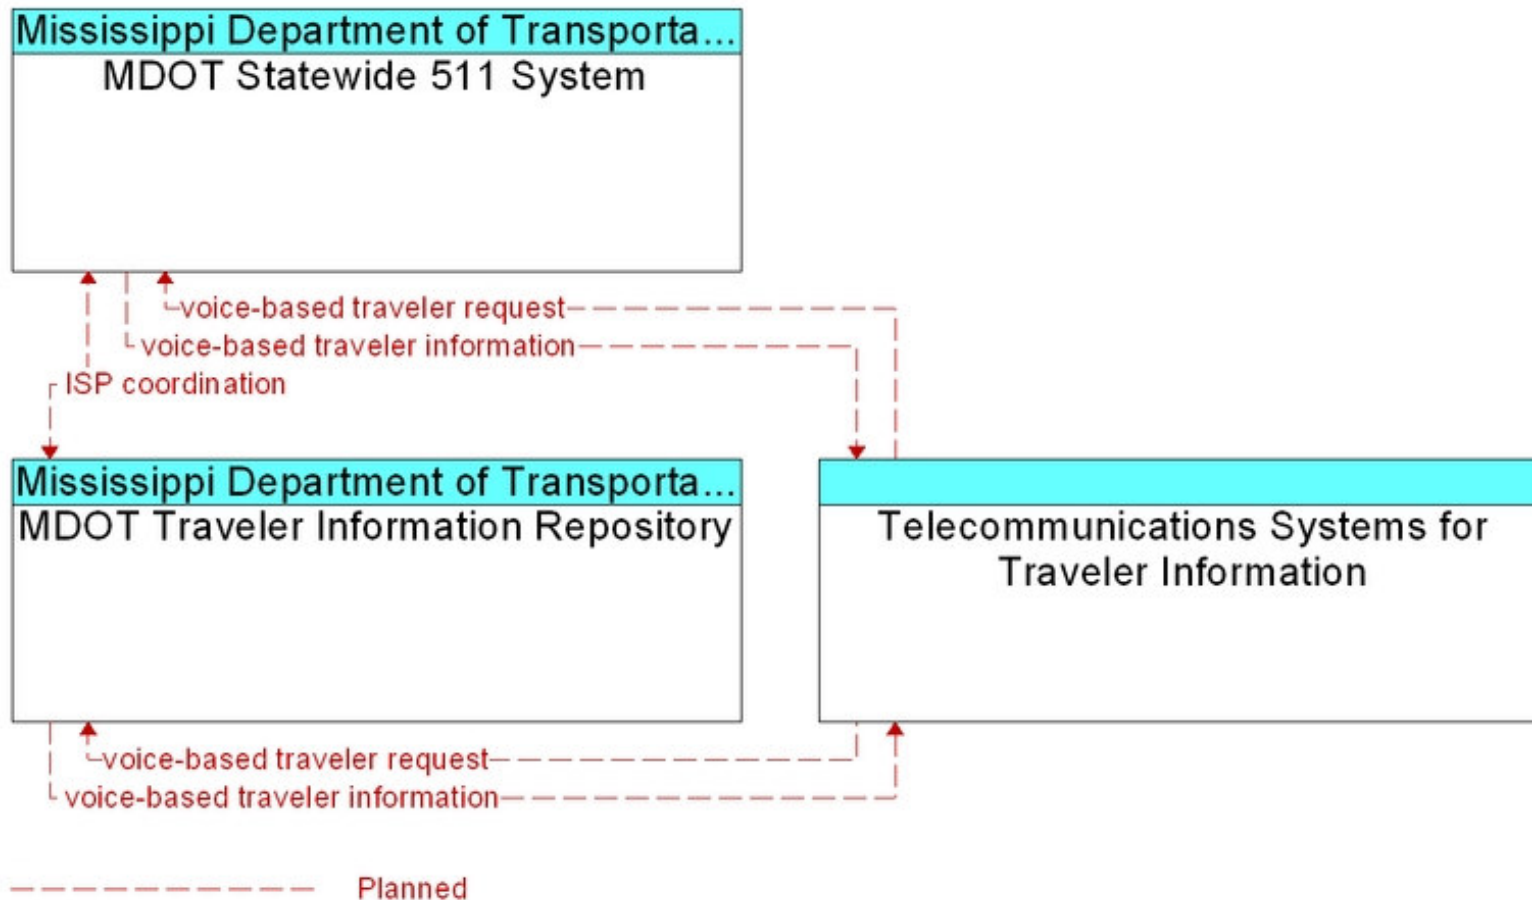 Mississippi Department of Transporta...
MDOT Statewide 511 System
voice-based traveler request
voice-based traveler information
ISP coordination
Mississippi Department of Transporta...
MDOT Traveler Information Repository
Telecommunications Systems for
Traveler Information
voice-based traveler request
voice-based traveler information
Planned